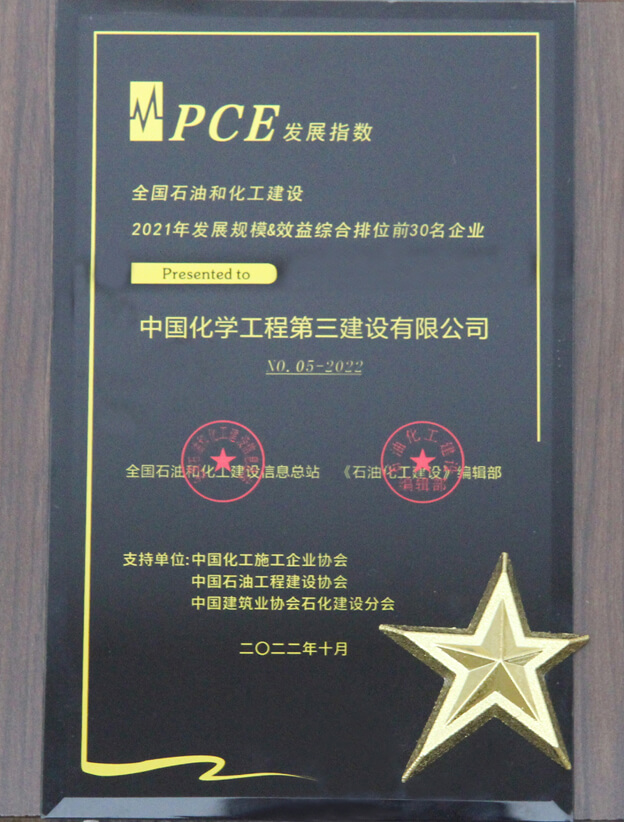 PCE 发展指数
全国石油和化工建设
2021年发展规模&效益综合排位前30名企业
Presented to
中国化学工程第三建设有限公司
NO. 05-2022
全国石油和化工建设信息总站 《石油化工建设》编辑部
支持单位:中国化工施工企业协会
中国石油工程建设协会
中国建筑业协会石化建设分会
二〇二二年十月